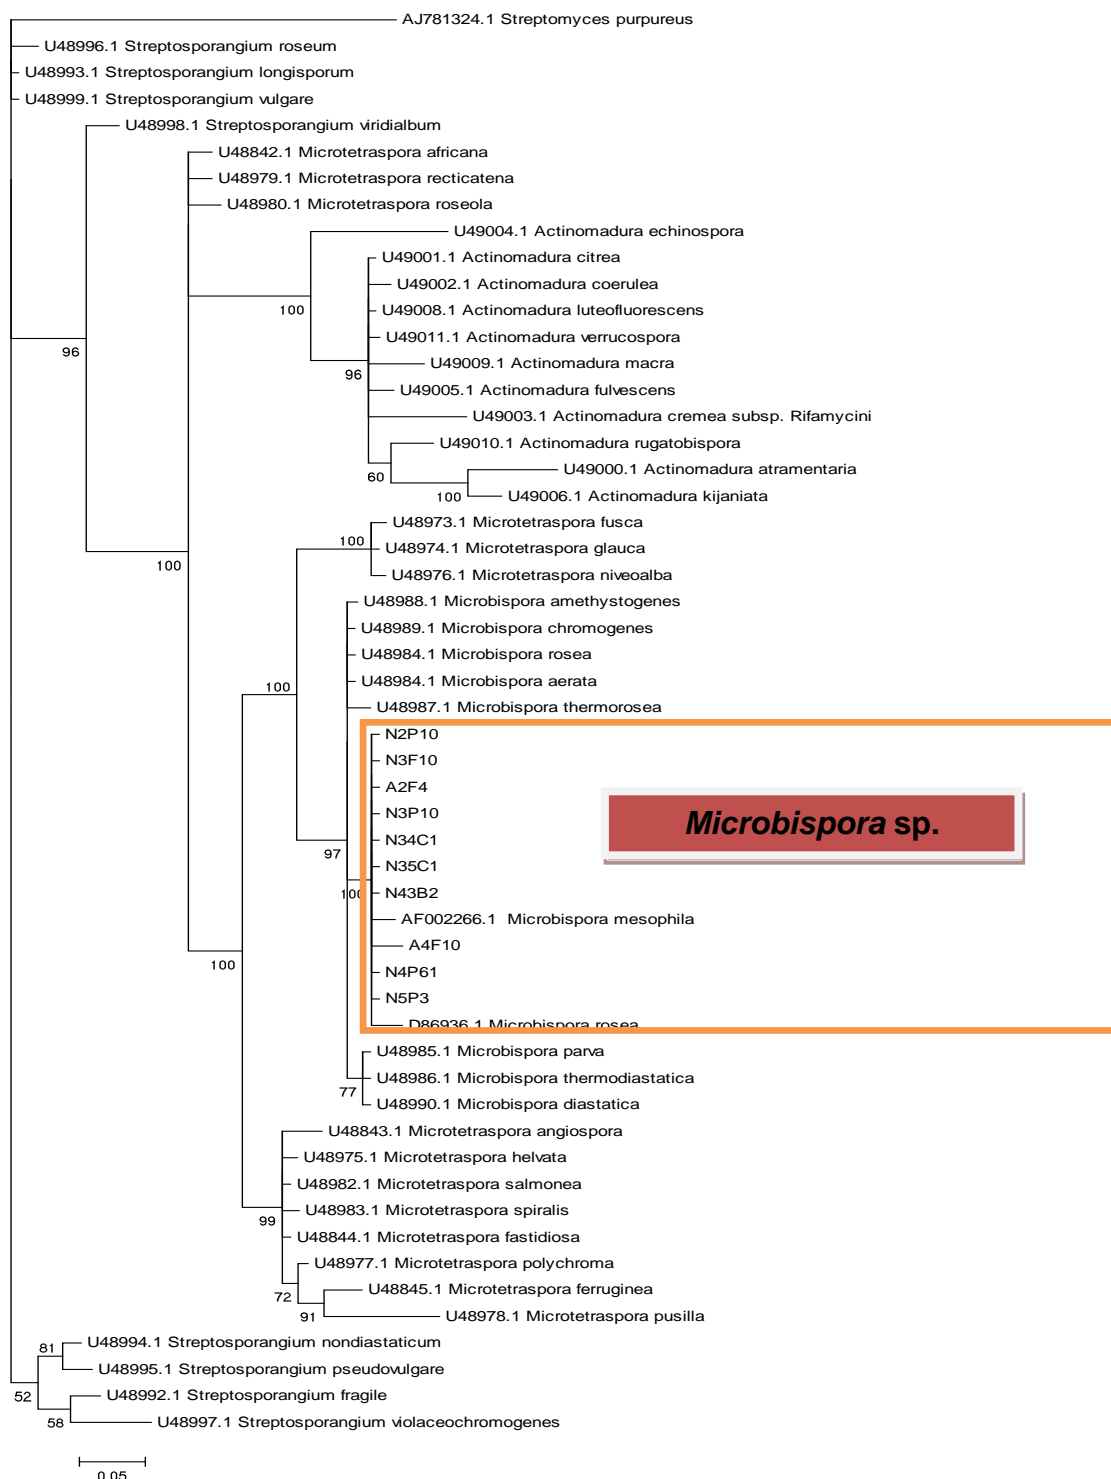 AJ781324.1 Streptomyces purpureus
U48996.1 Streptosporangium roseum
U48993.1 Streptosporangium longisporum
U48999.1 Streptosporangium vulgare
U48998.1 Streptosporangium viridialbum
U48842.1 Microtetraspora africana
U48979.1 Microtetraspora recticatena
U48980.1 Microtetraspora roseola
U49004.1 Actinomadura echinospora
U49001.1 Actinomadura citrea
U49002.1 Actinomadura coerulea
100
U49008.1 Actinomadura luteofluorescens
U49011.1 Actinomadura verrucospora
96
U49009.1 Actinomadura macra
96
U49005.1 Actinomadura fulvescens
U49003.1 Actinomadura cremea subsp. Rifamycini
U49010.1 Actinomadura rugatobispora
U49000.1 Actinomadura atramentaria
60
U49006.1 Actinomadura kijaniata
100
U48973.1 Microtetraspora fusca
100
U48974.1 Microtetraspora glauca
100
U48976.1 Microtetraspora niveoalba
U48988.1 Microbispora amethystogenes
U48989.1 Microbispora chromogenes
U48984.1 Microbispora rosea
U48984.1 Microbispora aerata
100
U48987.1 Microbispora thermorosea
N2P10
N3F10
A2F4
N3P10
Microbispora sp.
N34C1
97
N35C1
N43B2
100
AF002266.1 Microbispora mesophila
A4F10
100
N4P61
N5P3
D86936.1 Microbispora rosea
U48985.1 Microbispora parva
U48986.1 Microbispora thermodiastatica
77
U48990.1 Microbispora diastatica
U48843.1 Microtetraspora angiospora
U48975.1 Microtetraspora helvata
U48982.1 Microtetraspora salmonea
U48983.1 Microtetraspora spiralis
99
U48844.1 Microtetraspora fastidiosa
U48977.1 Microtetraspora polychroma
U48845.1 Microtetraspora ferruginea
72
U48978.1 Microtetraspora pusilla
91
U48994.1 Streptosporangium nondiastaticum
81
U48995.1 Streptosporangium pseudovulgare
52
U48992.1 Streptosporangium fragile
58
U48997.1 Streptosporangium violaceochromogenes
0.05